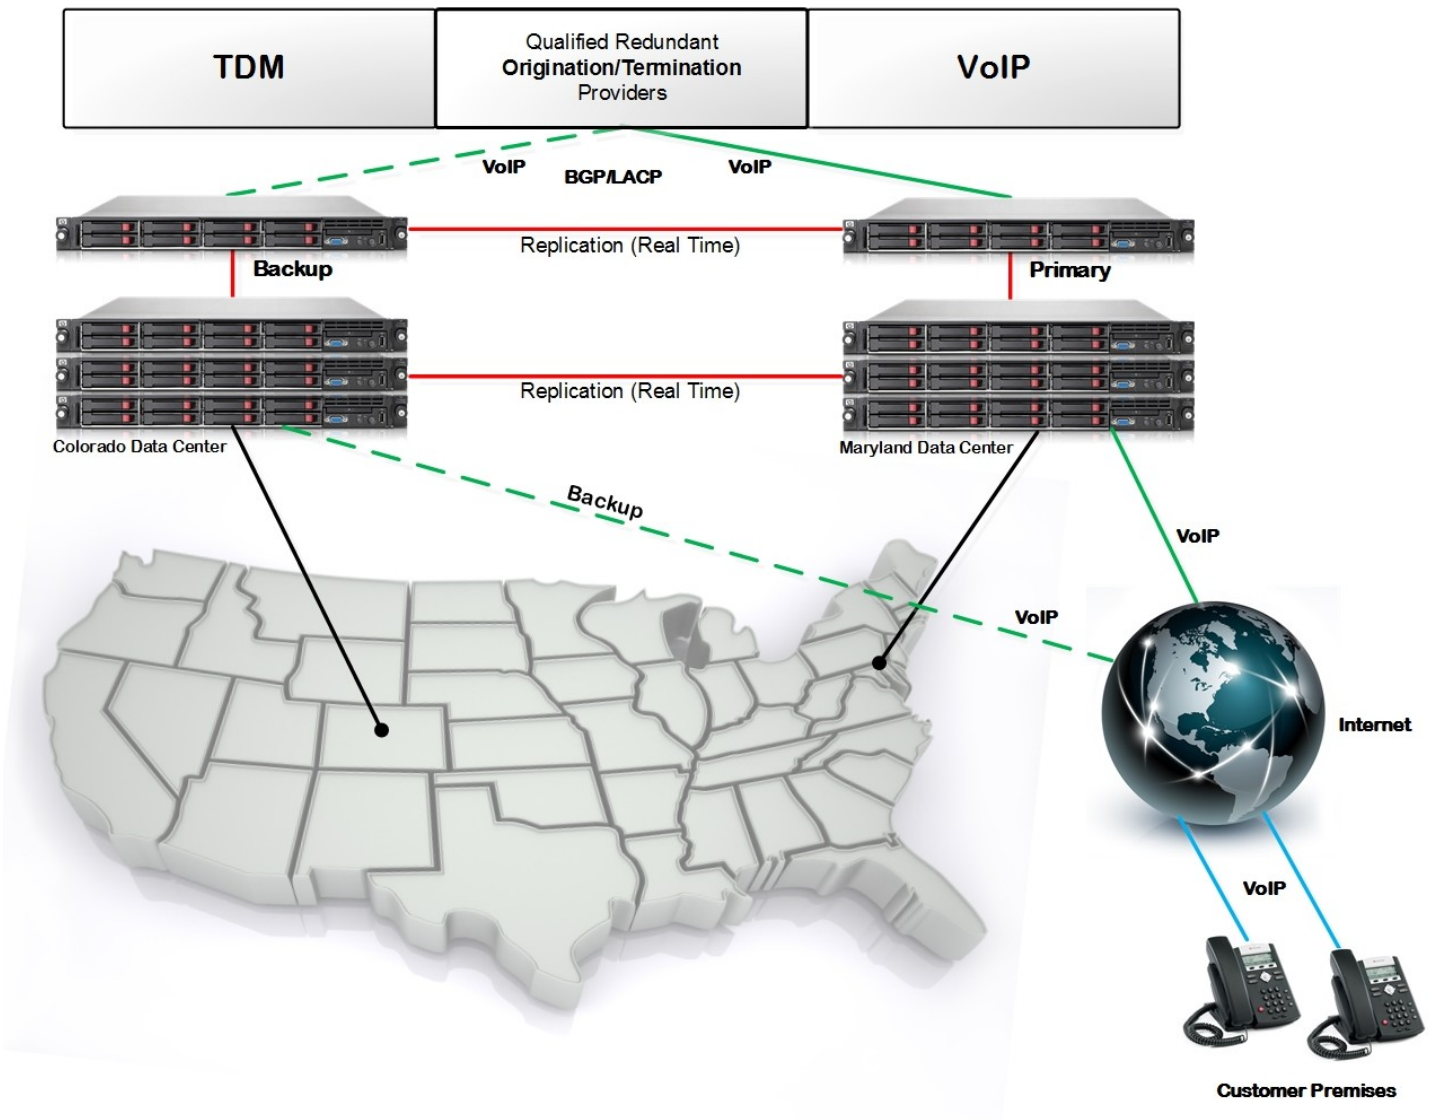 TDM
Qualified Redundant
Origination/Termination
Providers
VoIP
VoIP
BGP/LACP
VoIP
Replication (Real Time)
Backup
Primary
Replication (Real Time)
Colorado Data Center
Maryland Data Center
Backup
VoIP
VoIP
Internet
VoIP
Customer Premises